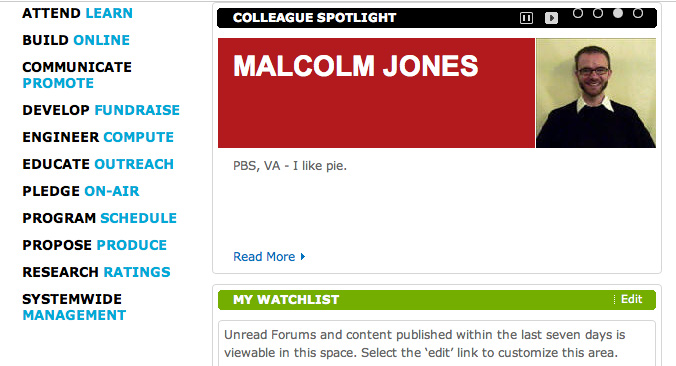 ATTEND LEARN
BUILD ONLINE
COMMUNICATE
PROMOTE
DEVELOP FUNDRAISE
ENGINEER COMPUTE
EDUCATE OUTREACH
PLEDGE ON-AIR
PROGRAM SCHEDULE
PROPOSE PRODUCE
RESEARCH RATINGS
SYSTEMWIDE
MANAGEMENT
COLLEAGUE SPOTLIGHT
MALCOLM JONES
PBS, VA - I like pie.
Read More
MY WATCHLIST
Edit
Unread Forums and content published within the last seven days is
viewable in this space. Select the ‘edit’ link to customize this area.